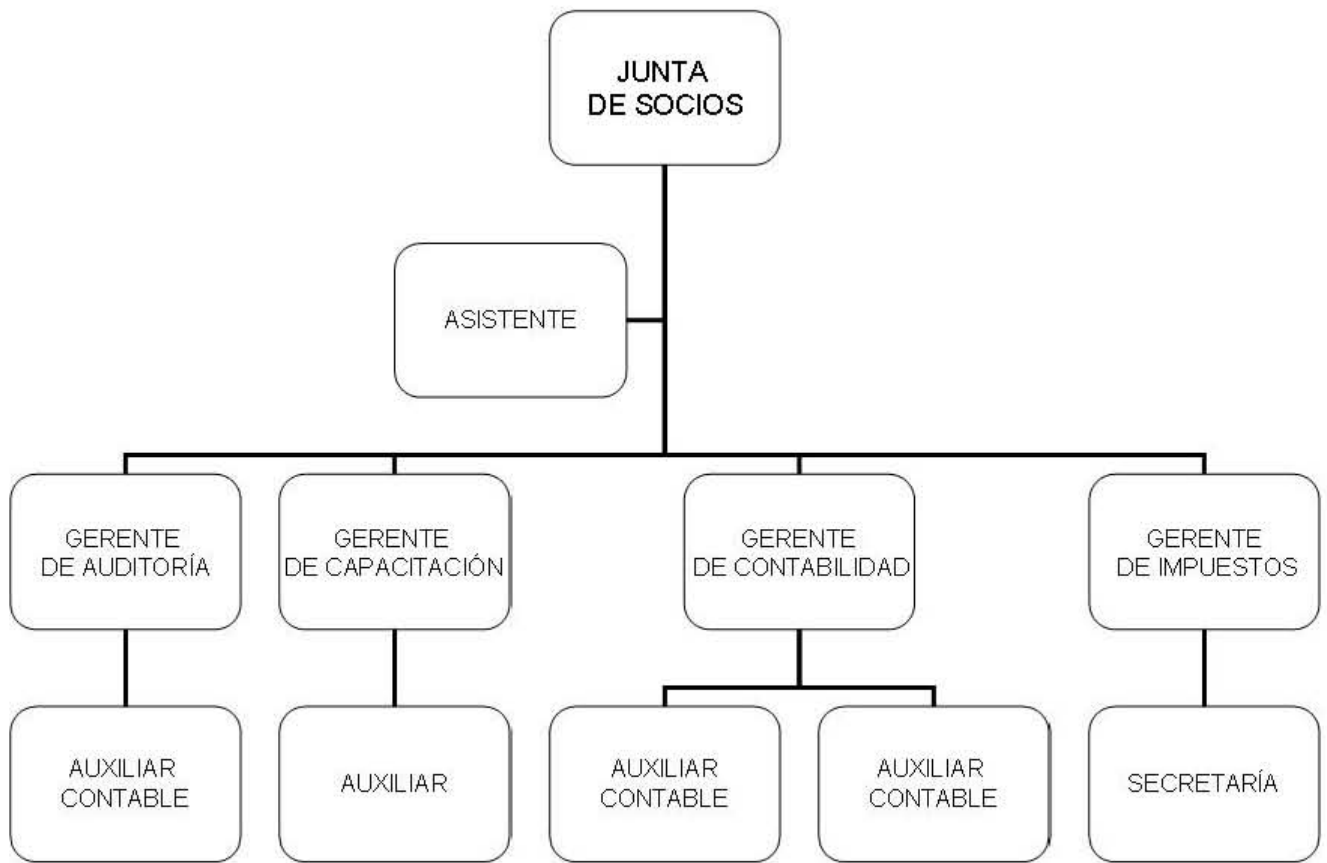 JUNTA
DE SOCIOS
ASISTENTE
GERENTE
DE AUDITORÍA
GERENTE
DE CAPACITACIÓN
GERENTE
DE CONTABILIDAD
GERENTE
DE IMPUESTOS
AUXILIAR
CONTABLE
AUXILIAR
AUXILIAR
CONTABLE
AUXILIAR
CONTABLE
SECRETARÍA